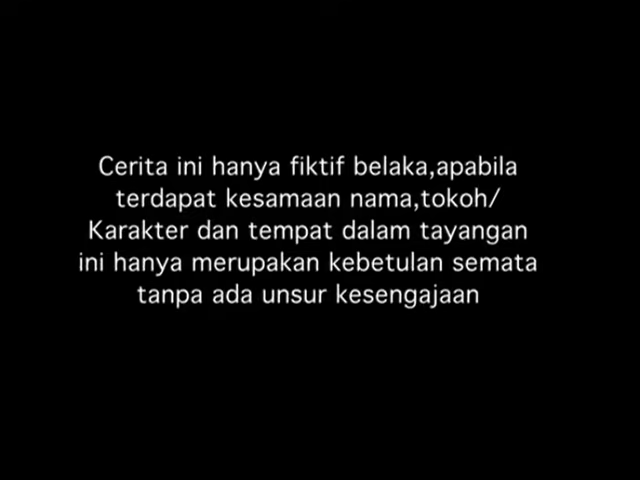 Cerita ini hanya fiktif belaka,apabila
terdapat kesamaan nama,tokoh/
Karakter dan tempat dalam tayangan
ini hanya merupakan kebetulan semata
tanpa ada unsur kesengajaan